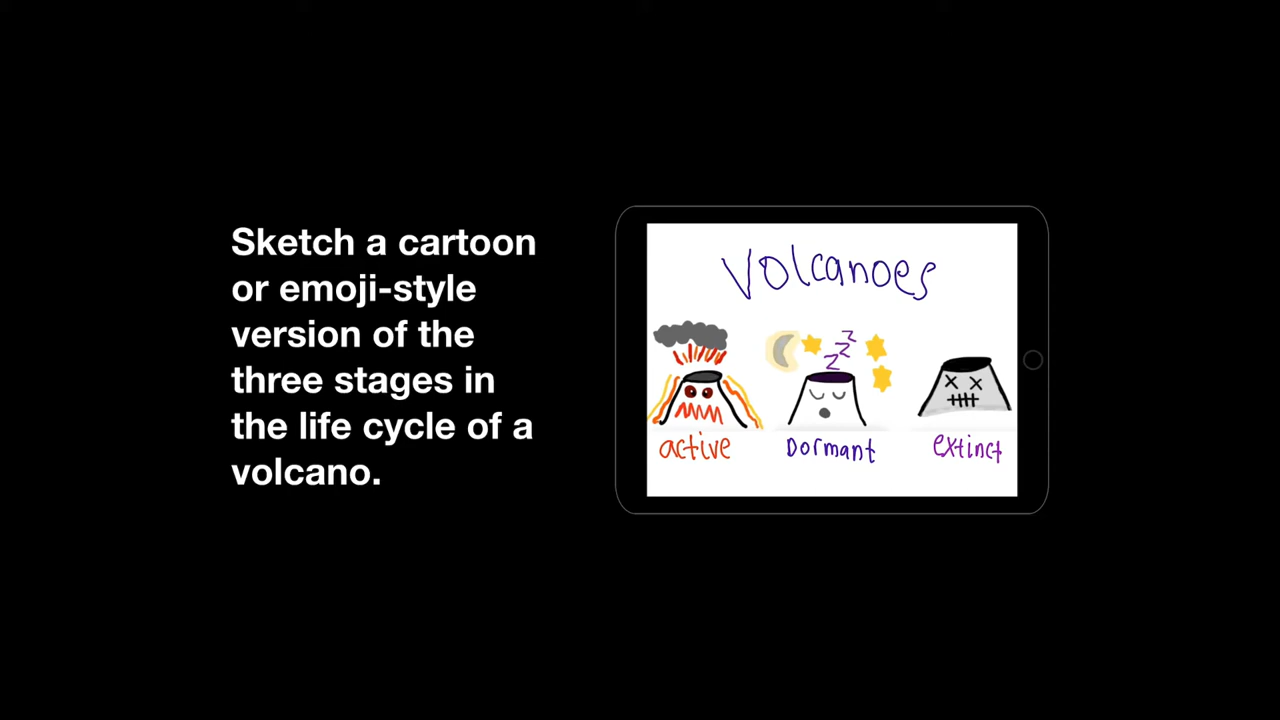 Sketch a cartoon
or emoji-style
version of the
three stages in
the life cycle of a
volcano.
Volcanoes
z
z
z
active
Dormant
extinct